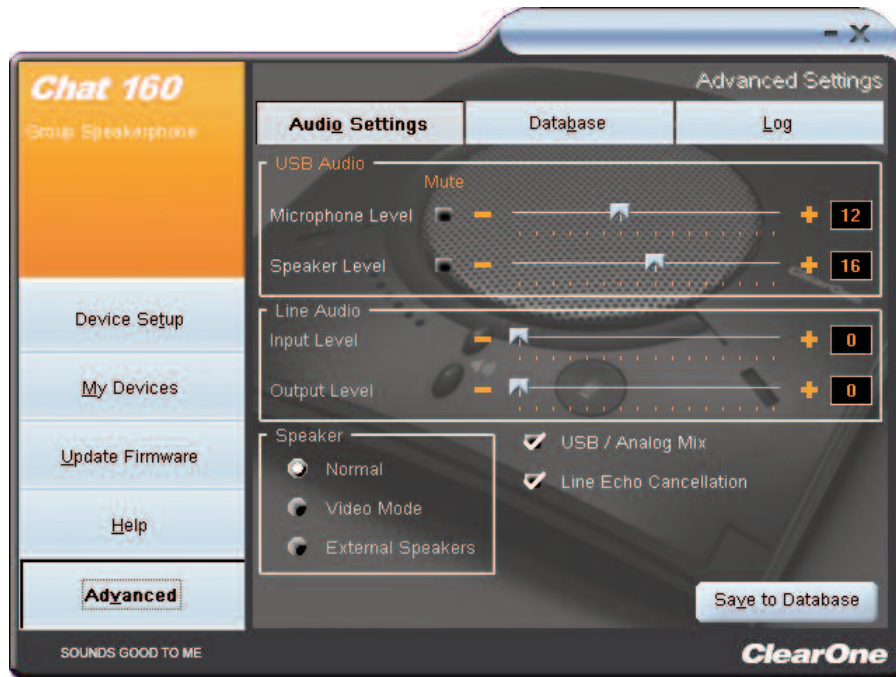 - X
Chat 160
Group Speakerphone
Advanced Settings
Audio Settings
Database
Log
USB Audio
Mute
Microphone Level - + 12
Speaker Level - + 16
Line Audio
Input Level - + 0
Output Level - + 0
Device Setup
My Devices
Update Firmware
Help
Advanced
Speaker
Normal
Video Mode
External Speakers
USB / Analog Mix
Line Echo Cancellation
Save to Database
SOUNDS GOOD TO ME
ClearOne